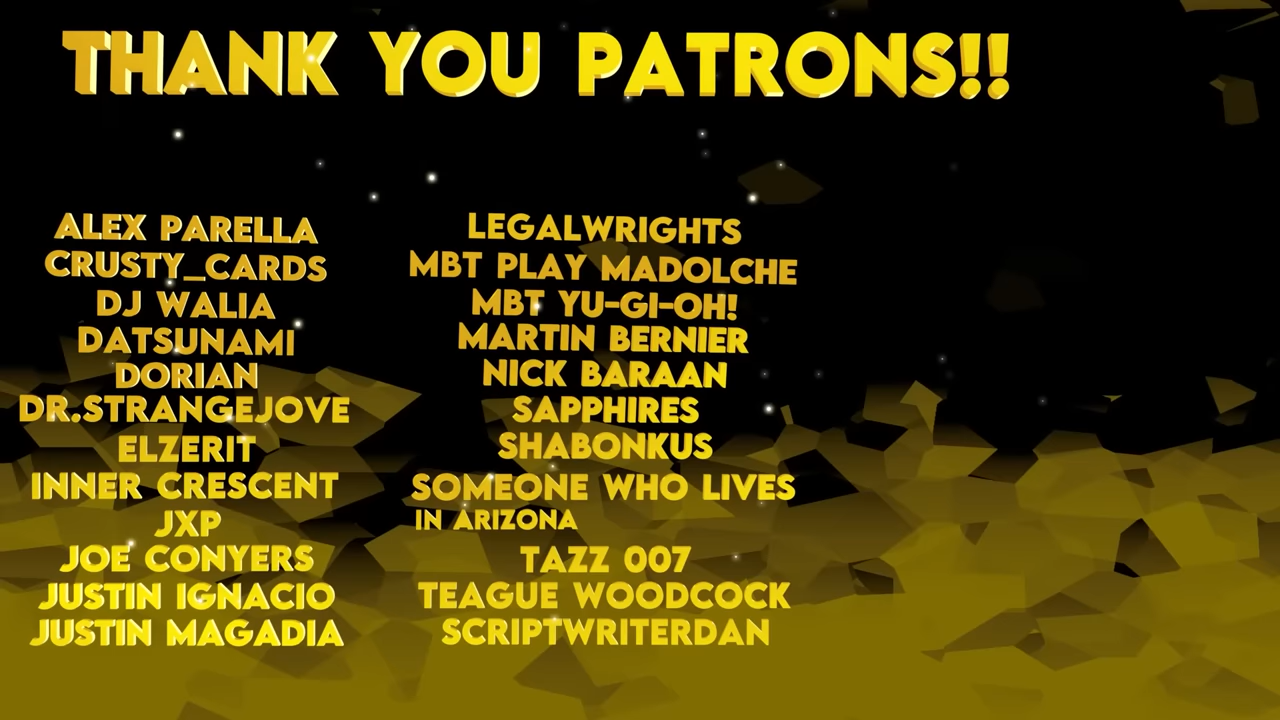 THANK YOU PATRONS!!
ALEX PARELLA
CRUSTY_CARDS
DJ WALIA
DATSUNAMI
DORIAN
DR.STRANGEJOVE
ELZERIT
INNER CRESCENT
JXP
JOE CONYERS
JUSTIN IGNACIO
JUSTIN MAGADIA
LEGALWRIGHTS
MBT PLAY MADOLCHE
MBT YU-GI-OH!
MARTIN BERNIER
NICK BARAAN
SAPPHIRES
SHABONKUS
SOMEONE WHO LIVES
IN ARIZONA
TAZZ 007
TEAGUE WOODCOCK
SCRIPTWRITERDAN